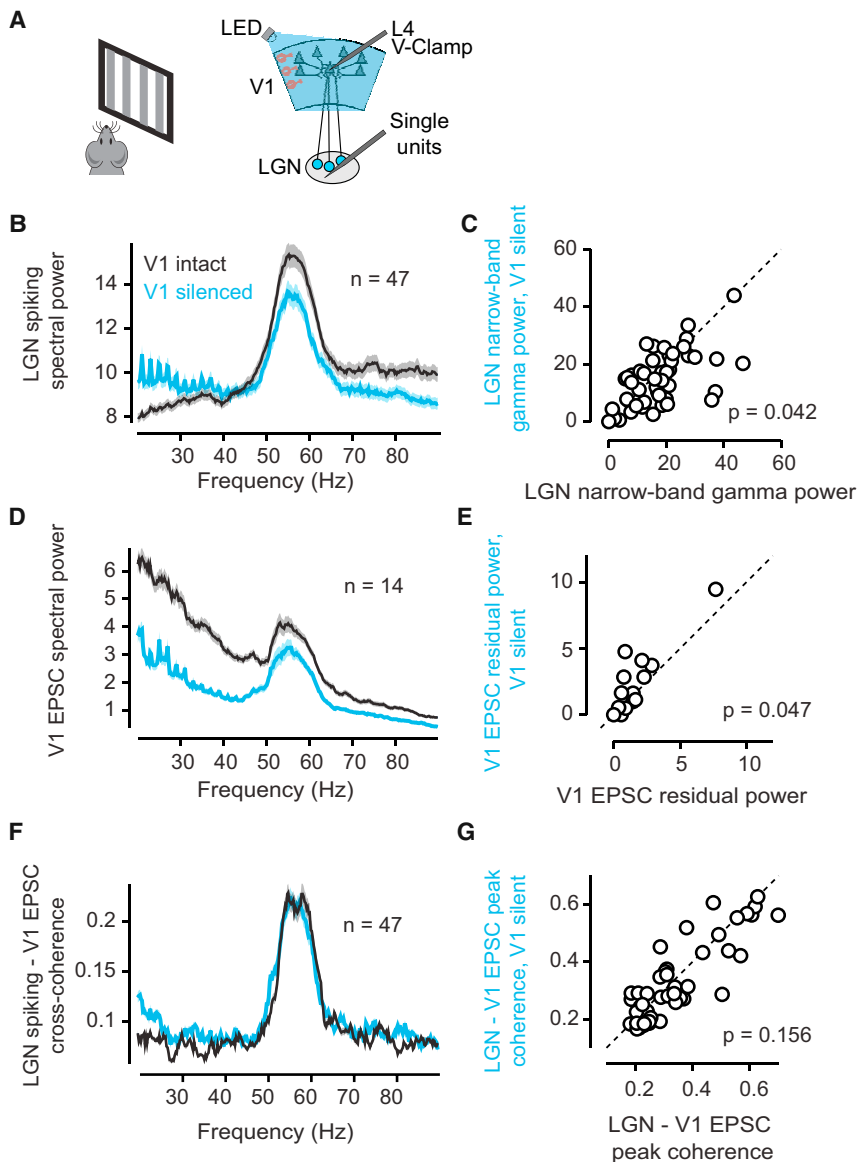 A
LED
L4
V-Clamp
V1
Single
units
LGN
B
LGN spiking
spectral power
V1 intact
V1 silenced
n = 47
14
12
10
8
30 40 50 60 70 80
Frequency (Hz)
C
LGN narrow-band
gamma power, V1 silent
60
40
20
0
p = 0.042
0 20 40 60
LGN narrow-band gamma power
D
V1 EPSC spectral power
6
5
4
3
2
1
n = 14
30 40 50 60 70 80
Frequency (Hz)
E
V1 EPSC residual power,
V1 silent
10
5
0
p = 0.047
0 5 10
V1 EPSC residual power
F
LGN spiking - V1 EPSC
cross-coherence
0.2
0.15
0.1
n = 47
30 40 50 60 70 80
Frequency (Hz)
G
LGN - V1 EPSC peak
coherence, V1 silent
0.6
0.4
0.2
p = 0.156
0.2 0.4 0.6
LGN - V1 EPSC
peak coherence